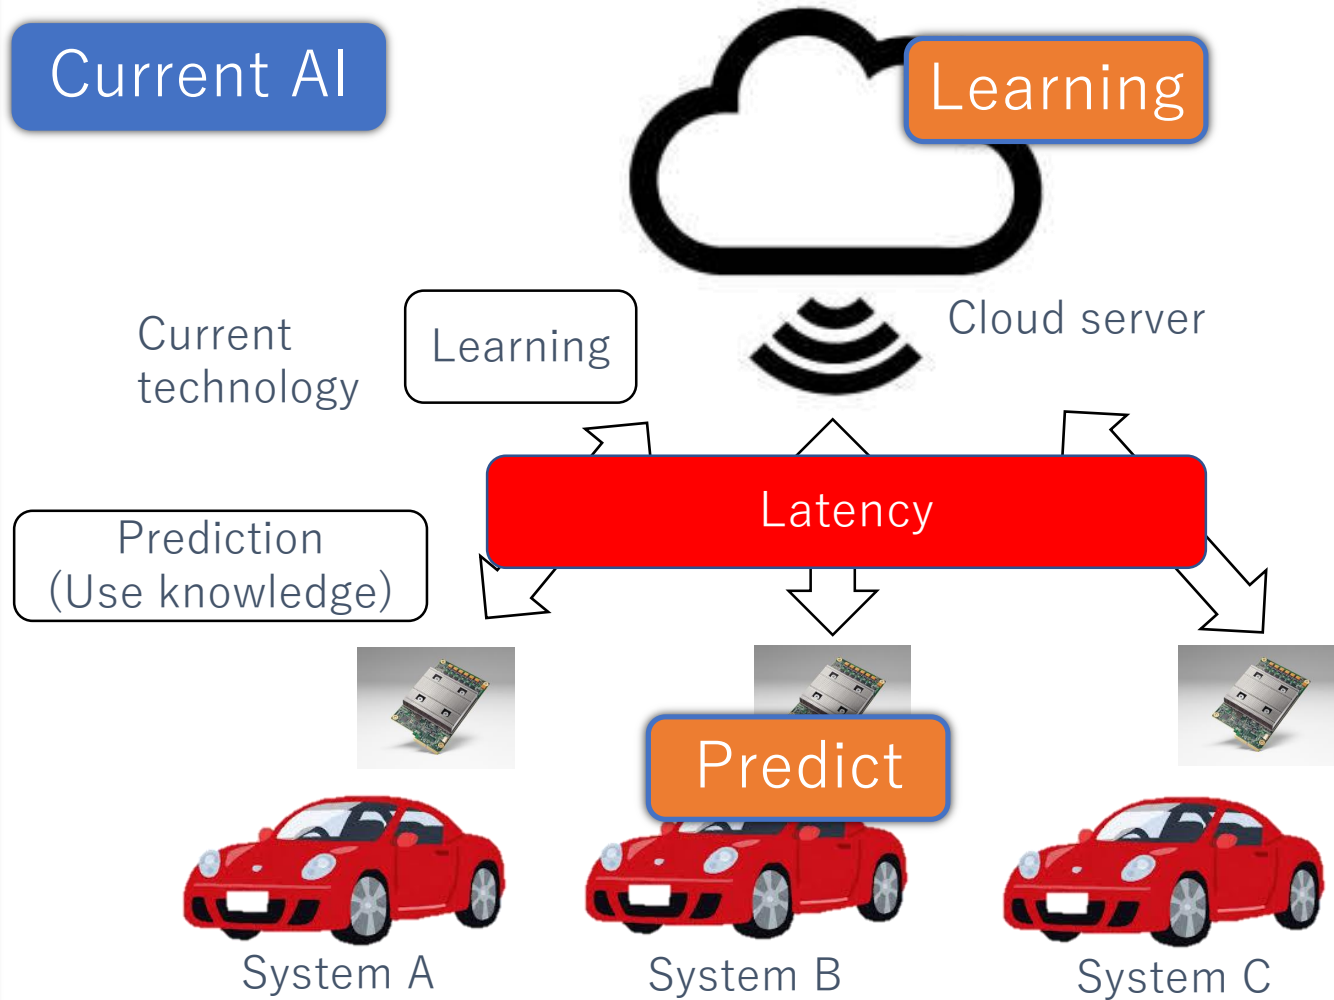 Current AI
Learning
Cloud server
Current
technology
Learning
Latency
Prediction
(Use knowledge)
Predict
System A
System B
System C